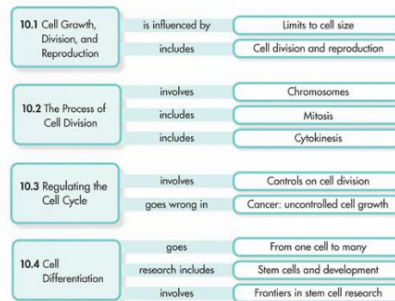 10.1 Cell Growth,
Division, and
Reproduction
is influenced by
Limits to cell size
includes
Cell division and reproduction
10.2 The Process of
Cell Division
involves
Chromosomes
includes
Mitosis
includes
Cytokinesis
10.3 Regulating the
Cell Cycle
involves
Controls on cell division
goes wrong in
Cancer: uncontrolled cell growth
10.4 Cell
Differentiation
goes
From one cell to many
research includes
Stem cells and development
involves
Frontiers in stem cell research